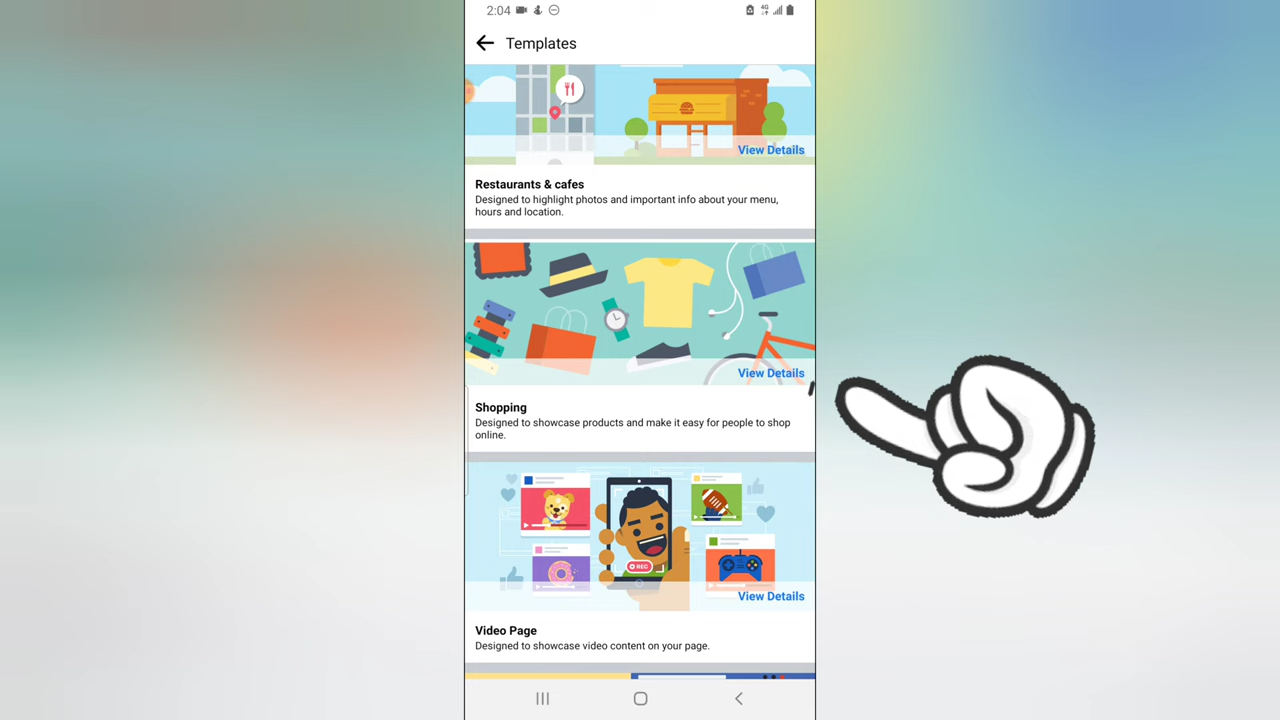 2:04
4G
Templates
View Details
Restaurants & cafes
Designed to highlight photos and important info about your menu,
hours and location.
View Details
Shopping
Designed to showcase products and make it easy for people to shop
online.
REC
View Details
Video Page
Designed to showcase video content on your page.